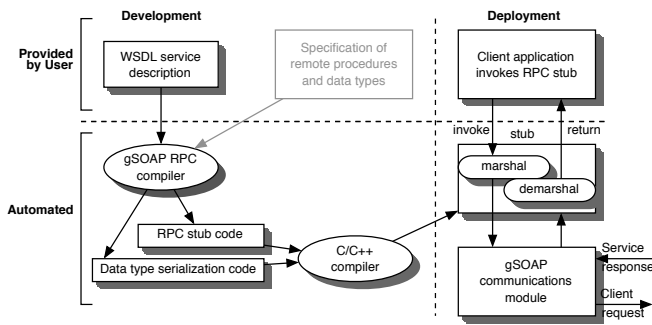 Development
Deployment
Provided
by User
WSDL service
description
Specification of
remote procedures
and data types
Client application
invokes RPC stub
invoke
stub
return
Automated
gSOAP RPC
compiler
marshal
demarshal
RPC stub code
Data type serialization code
C/C++
compiler
gSOAP
communications
module
Service
response
Client
request